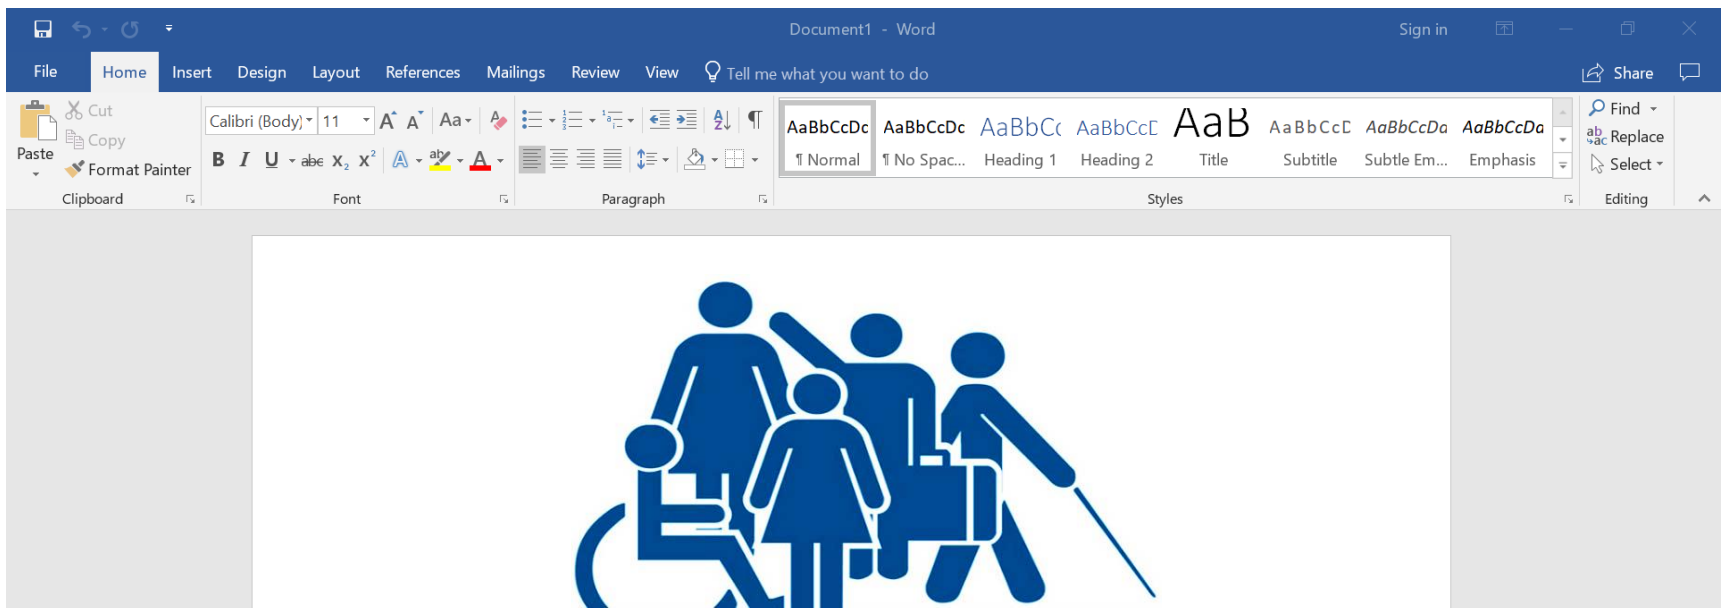 Document1 - Word
Sign in
File Home Insert Design Layout References Mailings Review View Tell me what you want to do Share
Cut
Copy
Paste
Format Painter
Clipboard
Calibri (Body) 11
Aa
B I U abc X2 X2
A aby A
Font
Paragraph
AaBbCcDc AaBbCcDc AaBbCc AaBbCcD AaB AaBbCcD AaBbCcDa AaBbCcDa
¶ Normal ¶ No Spac... Heading 1 Heading 2 Title Subtitle Subtle Em... Emphasis
Styles
Find
Replace
Select
Editing